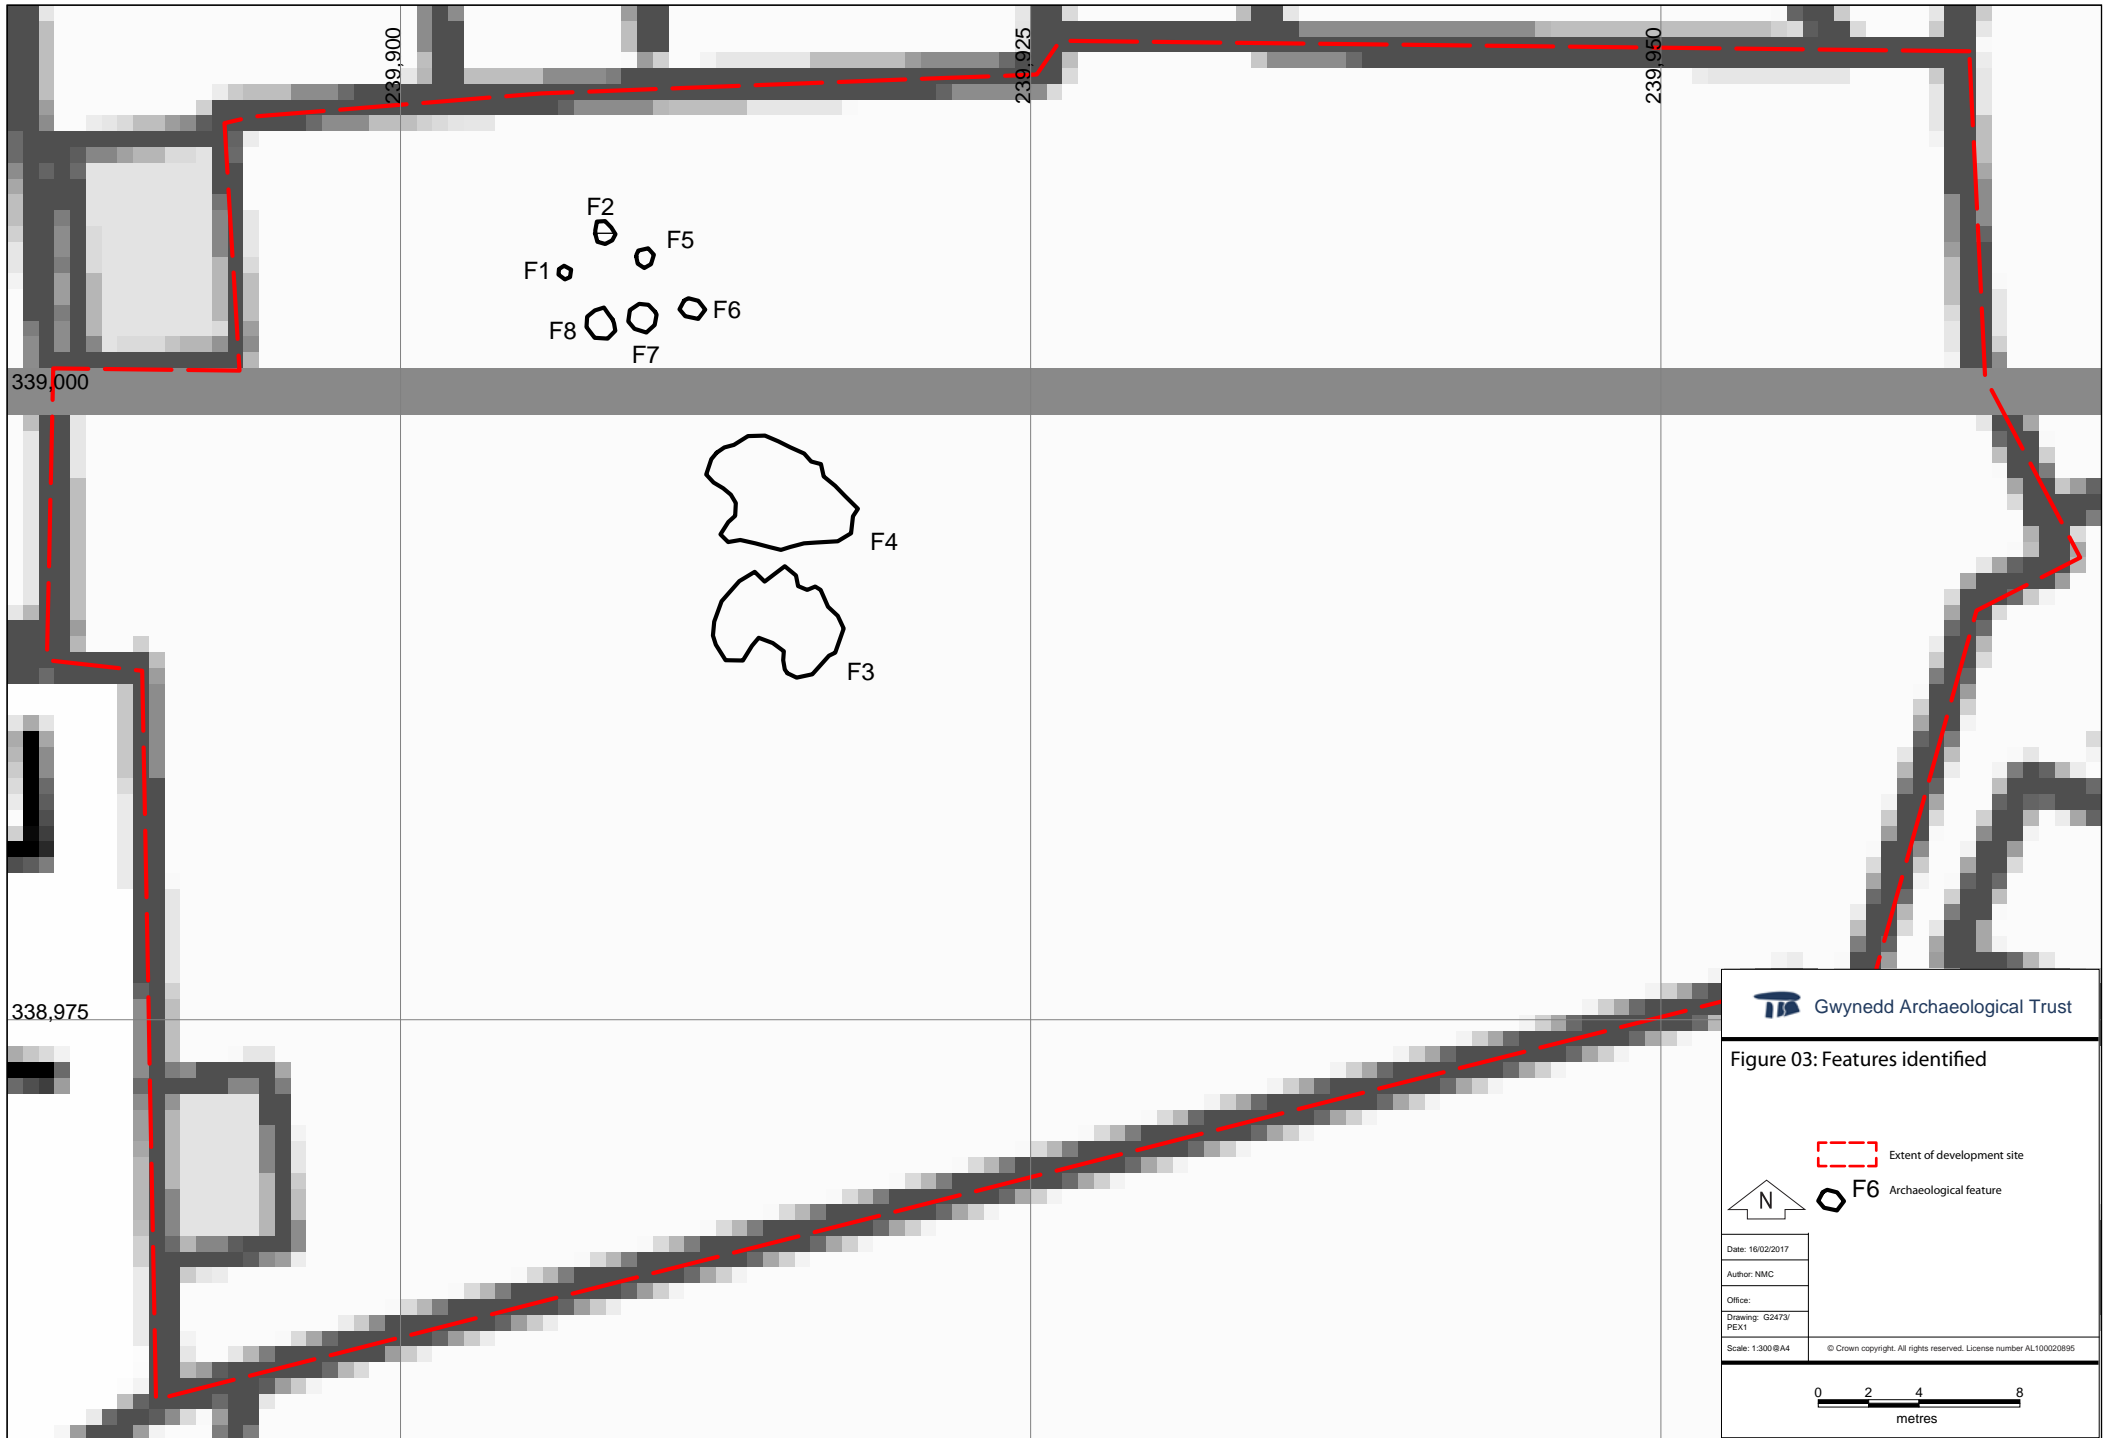 239,900
239,925
239,950
F2
F5
F1
F6
F8
F7
339,000
F4
F3
338,975
Gwynedd Archaeological Trust
Figure 03: Features identified
Extent of development site
F6 Archaeological feature
N
Date: 16/02/2017
Author: NMC
Office:
Drawing: G2473/
PEX1
Scale: 1:300@A4
© Crown copyright. All rights reserved. License number AL100020895
0 2 4 8
metres